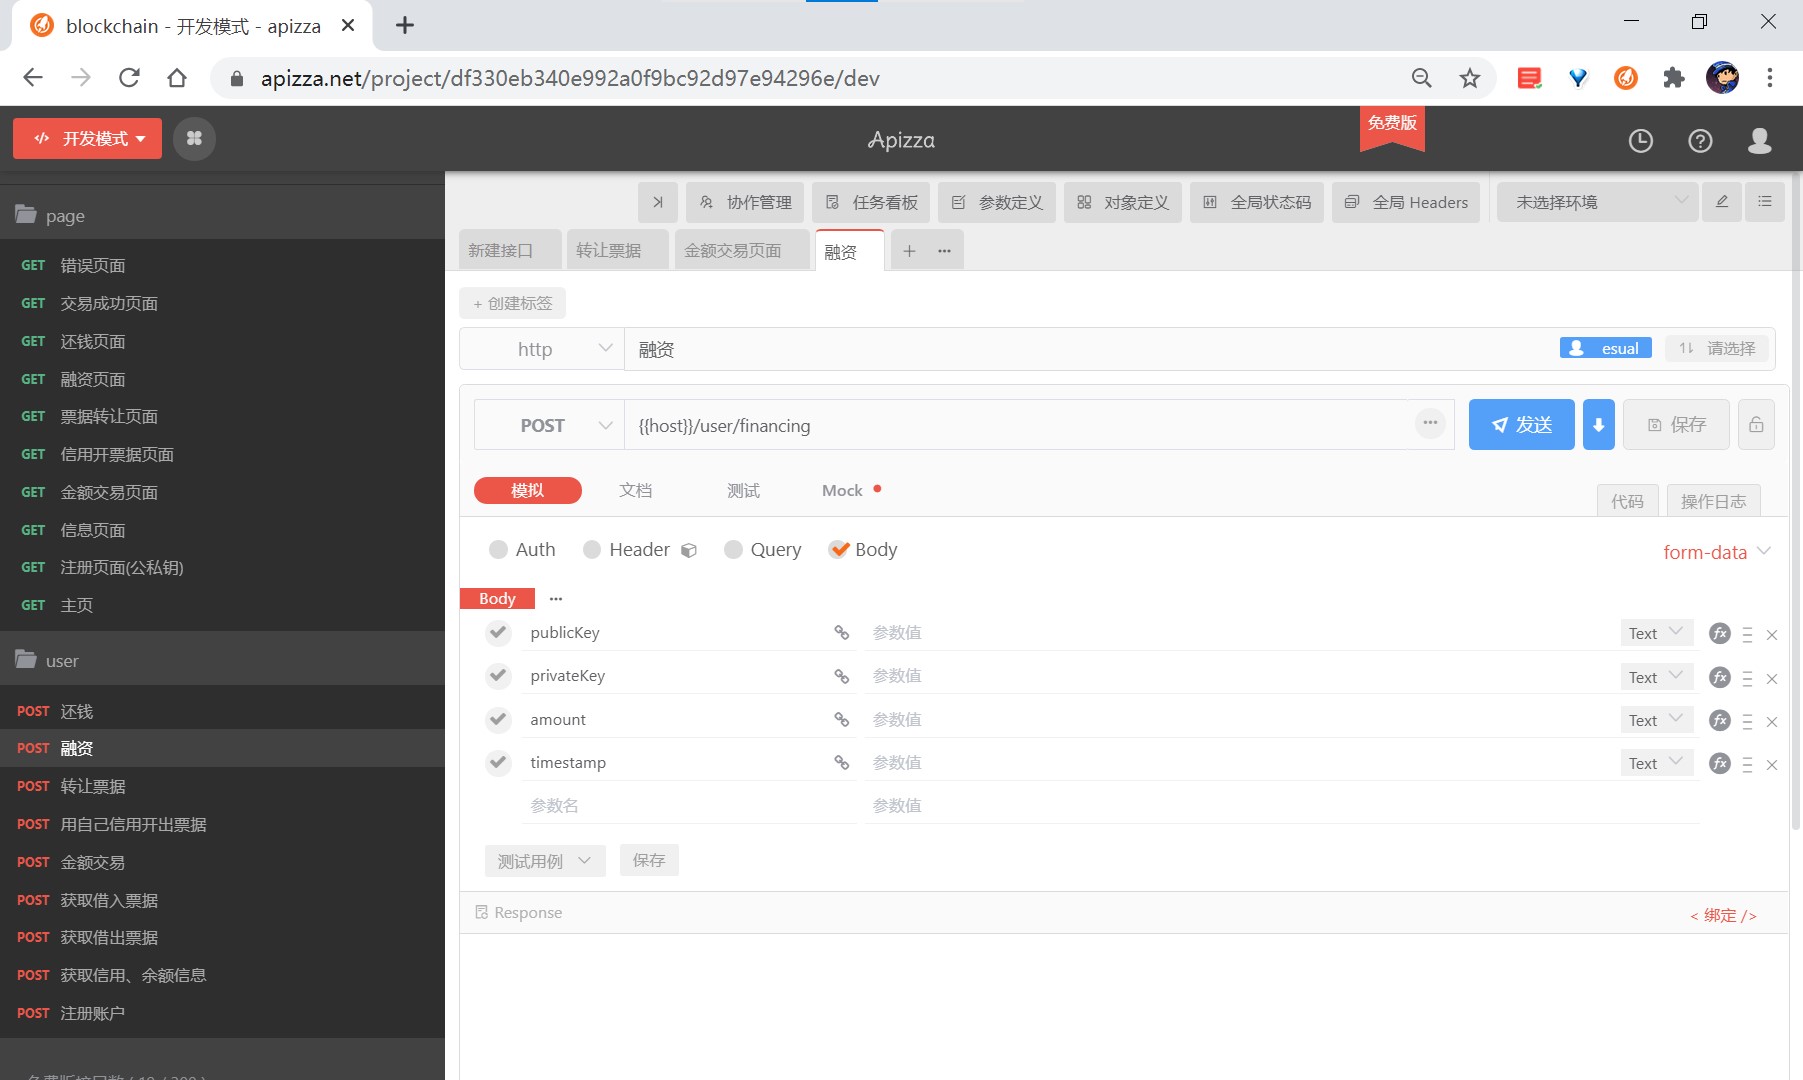 blockchain - 开发模式 - apizza
apizza.net/project/df330eb340e992a0f9bc92d97e94296e/dev
开发模式
Apizza
免费版
page
GET 错误页面
GET 交易成功页面
GET 还钱页面
GET 融资页面
GET 票据转让页面
GET 信用开票据页面
GET 金额交易页面
GET 信息页面
GET 注册页面(公私钥)
GET 主页
user
POST 还钱
POST 融资
POST 转让票据
POST 用自己信用开出票据
POST 金额交易
POST 获取借入票据
POST 获取借出票据
POST 获取信用、余额信息
POST 注册账户
协作管理 任务看板 参数定义 对象定义 全局状态码 全局 Headers 未选择环境
新建接口 转让票据 金额交易页面 融资 + ···
+ 创建标签
http 融资 esual 请选择
POST {{host}}/user/financing ··· 发送 保存
模拟 文档 测试 Mock 代码 操作日志
Auth Header Query Body form-data
Body ···
publicKey 参数值 Text fx
privateKey 参数值 Text fx
amount 参数值 Text fx
timestamp 参数值 Text fx
参数名 参数值
测试用例 保存
Response < 绑定 />